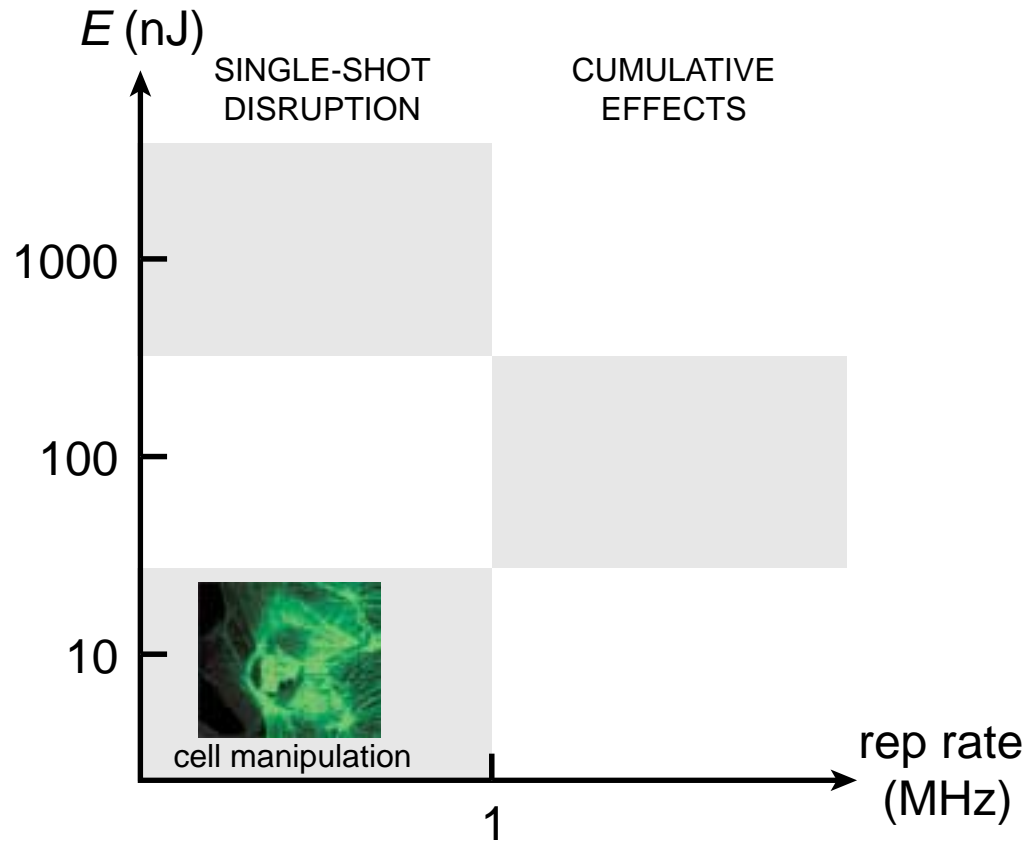 E (nJ)
SINGLE-SHOT
DISRUPTION
CUMULATIVE
EFFECTS
1000
100
10
cell manipulation
rep rate
(MHz)
1